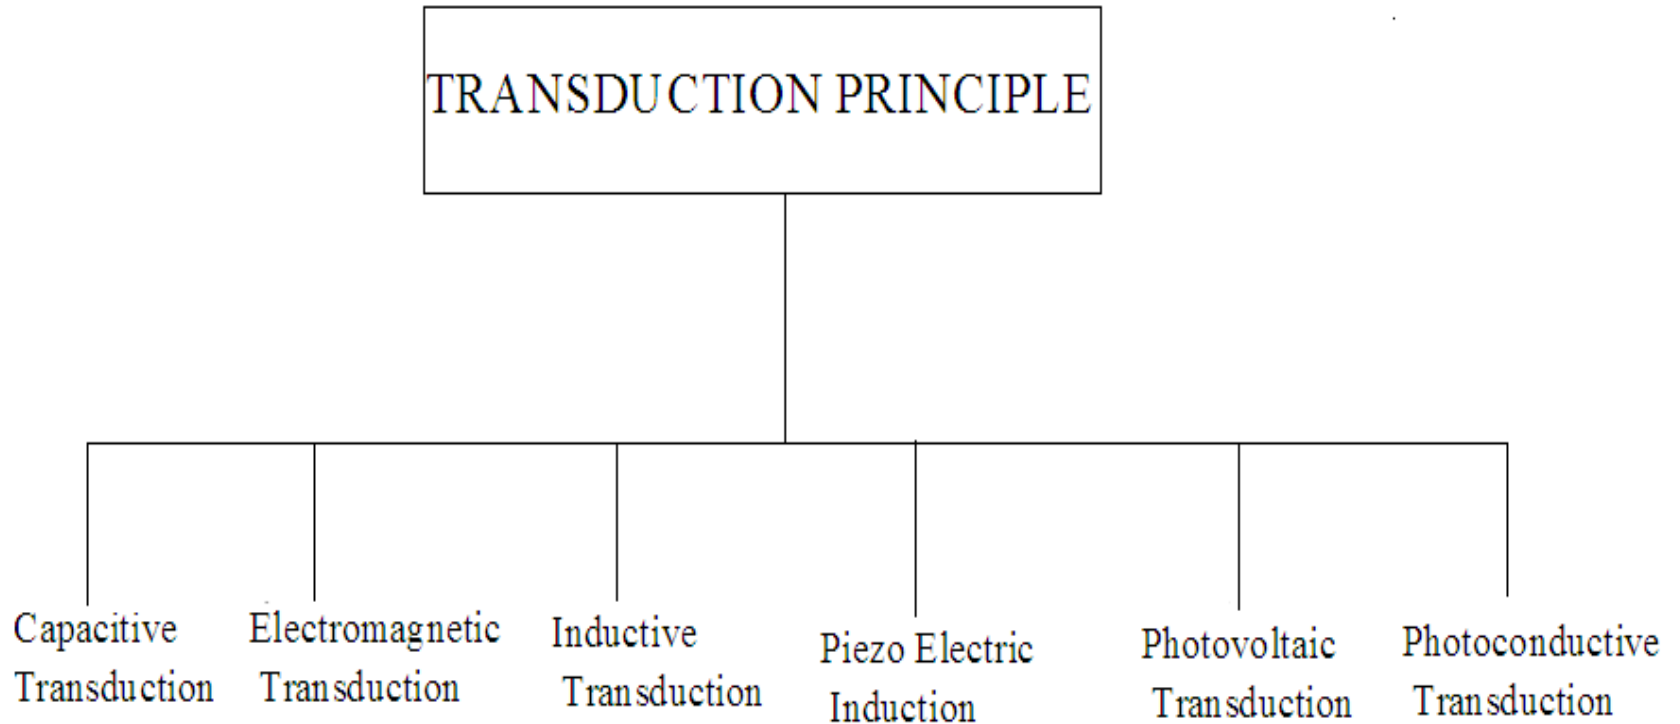 TRANSDUCTION PRINCIPLE
Capacitive
Transduction
Electromagnetic
Transduction
Inductive
Transduction
Piezo Electric
Induction
Photovoltaic
Transduction
Photoconductive
Transduction